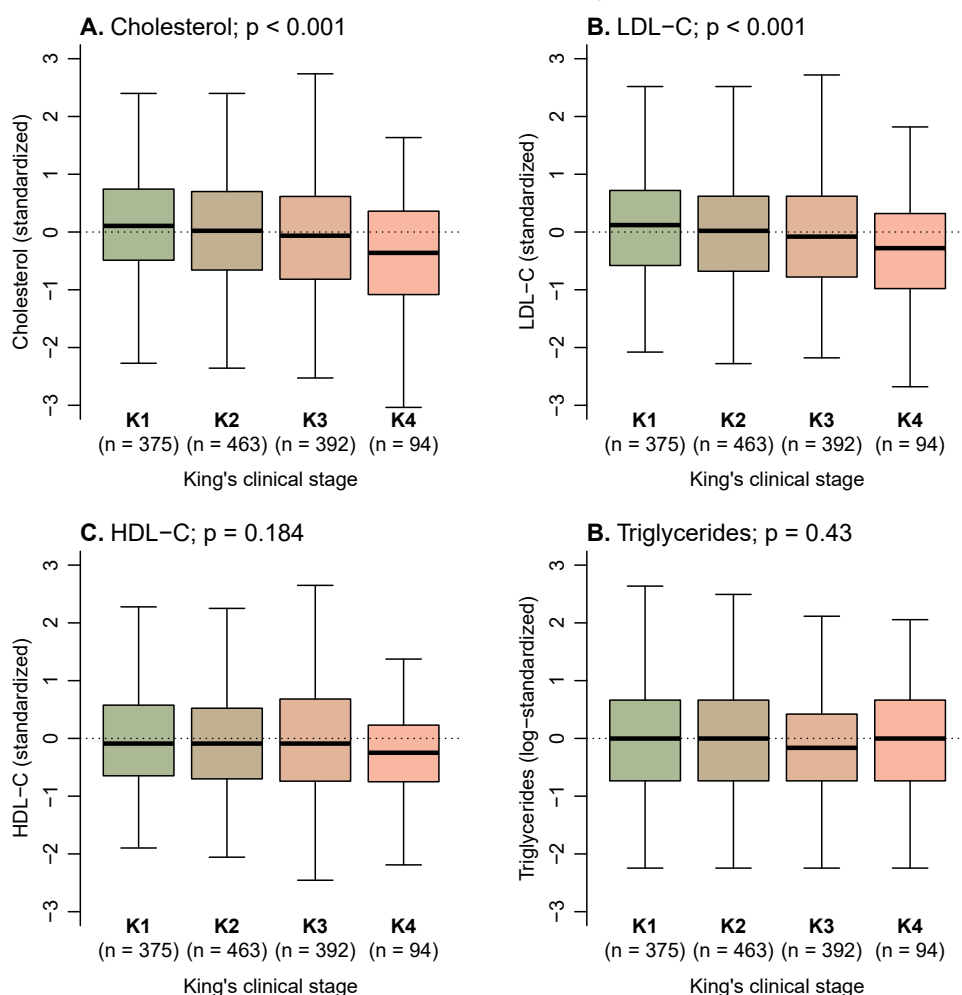 A. Cholesterol; p < 0.001
Cholesterol (standardized)
3
2
1
0
−1
−2
−3
K1 K2 K3 K4
(n = 375) (n = 463) (n = 392) (n = 94)
King's clinical stage
B. LDL−C; p < 0.001
LDL−C (standardized)
3
2
1
0
−1
−2
−3
K1 K2 K3 K4
(n = 375) (n = 463) (n = 392) (n = 94)
King's clinical stage
C. HDL−C; p = 0.184
HDL−C (standardized)
3
2
1
0
−1
−2
−3
K1 K2 K3 K4
(n = 375) (n = 463) (n = 392) (n = 94)
King's clinical stage
B. Triglycerides; p = 0.43
Triglycerides (log−standardized)
3
2
1
0
−1
−2
−3
K1 K2 K3 K4
(n = 375) (n = 463) (n = 392) (n = 94)
King's clinical stage